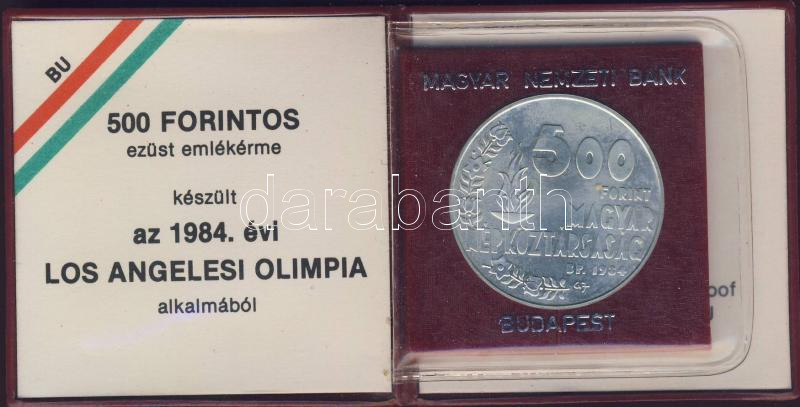 BU
500 FORINTOS
ezüst emlékérme
készült
az 1984. évi
LOS ANGELESI OLIMPIA
alkalmából
MAGYAR NEMZETI BANK
500
FORINT
MAGYAR
NÉPKÖZTÁRSASÁG
BP. 1984
BUDAPEST
darabanth.com